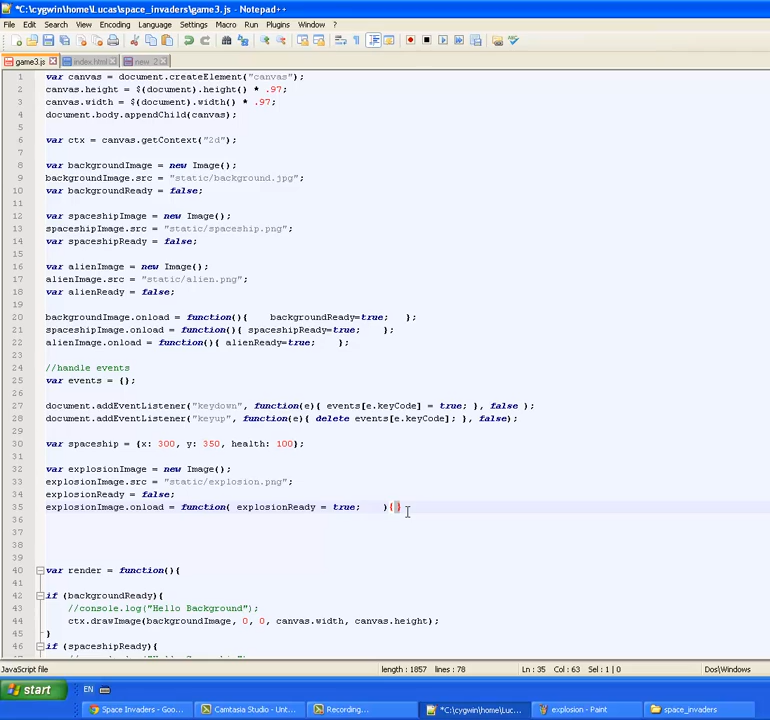 *C:\cygwin\home\Lucas\space_invaders\game3.js - Notepad++
File Edit Search View Encoding Language Settings Macro Run Plugins Window ?
game3.js index.html new 2
1 var canvas = document.createElement("canvas");
2 canvas.height = $(document).height() * .97;
3 canvas.width = $(document).width() * .97;
4 document.body.appendChild(canvas);
5
6 var ctx = canvas.getContext("2d");
7
8 var backgroundImage = new Image();
9 backgroundImage.src = "static/background.jpg";
10 var backgroundReady = false;
11
12 var spaceshipImage = new Image();
13 spaceshipImage.src = "static/spaceship.png";
14 var spaceshipReady = false;
15
16 var alienImage = new Image();
17 alienImage.src = "static/alien.png";
18 var alienReady = false;
19
20 backgroundImage.onload = function(){ backgroundReady=true; };
21 spaceshipImage.onload = function(){ spaceshipReady=true; };
22 alienImage.onload = function(){ alienReady=true; };
23
24 //handle events
25 var events = {};
26
27 document.addEventListener("keydown", function(e){ events[e.keyCode] = true; }, false );
28 document.addEventListener("keyup", function(e){ delete events[e.keyCode]; }, false);
29
30 var spaceship = {x: 300, y: 350, health: 100};
31
32 var explosionImage = new Image();
33 explosionImage.src = "static/explosion.png";
34 explosionReady = false;
35 explosionImage.onload = function( explosionReady = true; ){ }
36
37
38
39
40 var render = function(){
41
42 if (backgroundReady){
43 //console.log("Hello Background");
44 ctx.drawImage(backgroundImage, 0, 0, canvas.width, canvas.height);
45 }
46 if (spaceshipReady){
JavaScript file length : 1857 lines : 78 Ln : 35 Col : 63 Sel : 1 | 0 Dos\Windows
start EN Space Invaders - Goo... Camtasia Studio - Unt... Recording... *C:\cygwin\home\Luc... explosion - Paint space_invaders